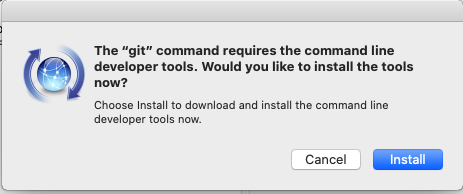 The “git” command requires the command line
developer tools. Would you like to install the tools
now?
Choose Install to download and install the command line
developer tools now.
Cancel
Install